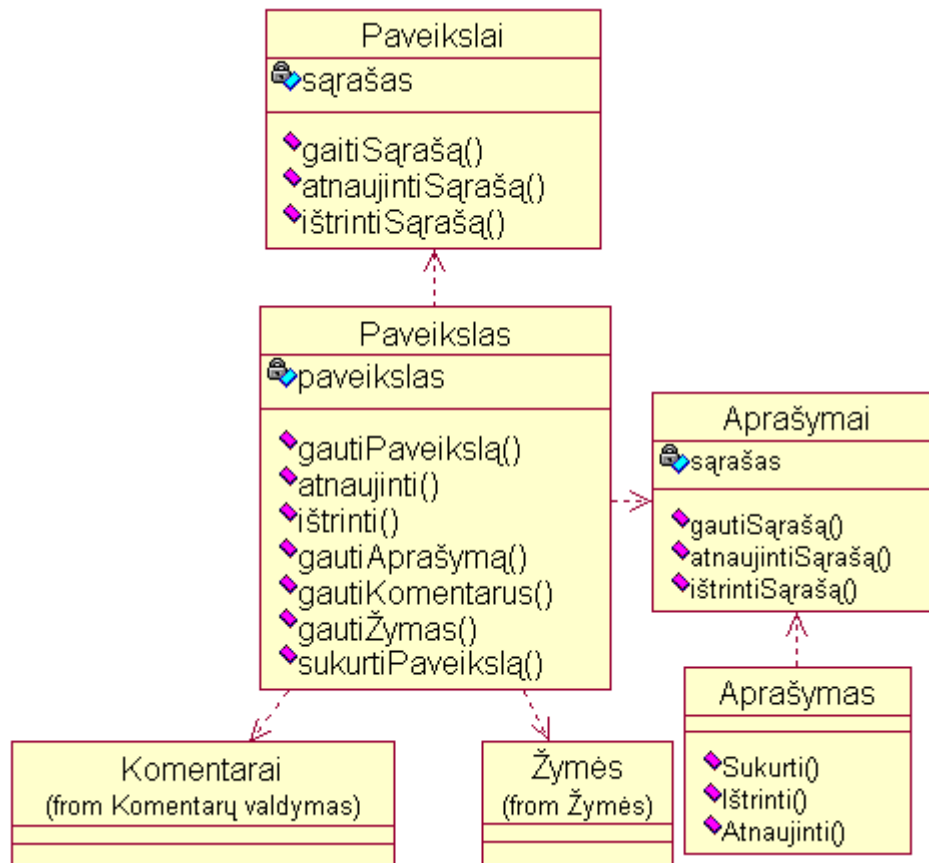 Paveikslai
sąrašas
gaitiSąrašą()
atnaujintiSąrašą()
ištrintiSąrašą()
Paveikslas
paveikslas
gautiPaveikslą()
atnaujinti()
ištrinti()
gautiAprašymą()
gautiKomentarus()
gautiŽymas()
sukurtiPaveikslą()
Aprašymai
sąrašas
gautiSąrašą()
atnaujintiSąrašą()
ištrintiSąrašą()
Aprašymas
Sukurti()
Ištrinti()
Atnaujinti()
Komentarai
(from Komentarų valdymas)
Žymės
(from Žymės)